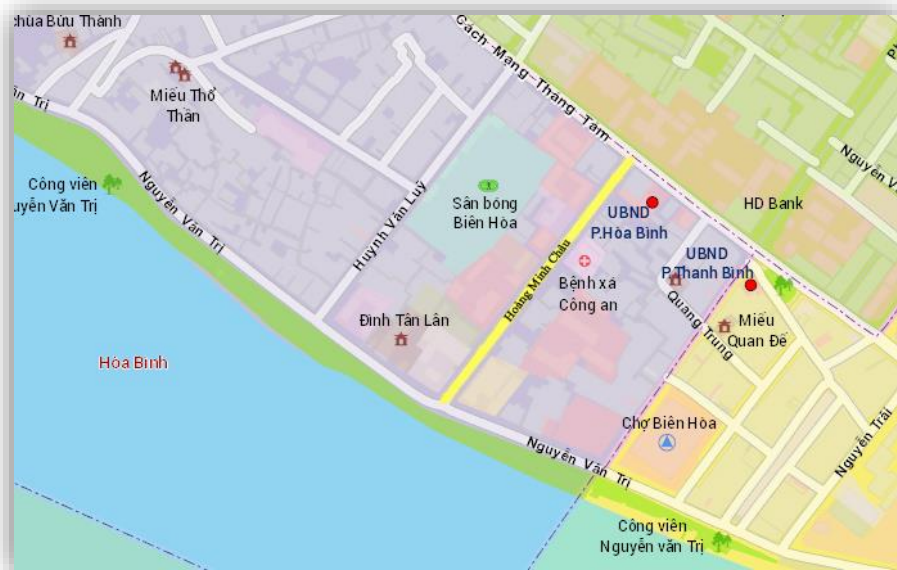 chùa Bửu Thành
Cách Mạng Tháng Tám
Miếu Thổ
Thần
Văn Trị
Công viên
uyễn Văn Trị
Nguyễn Văn Trị
Huỳnh Văn Luỹ
Sân bóng
Biên Hòa
Hoàng Minh Châu
UBND
P.Hòa Bình
HD Bank
UBND
P.Thanh Bình
Bệnh xá
Công an
Quang Trung
Miếu
Quan Đế
Đình Tân Lân
Hòa Bình
Chợ Biên Hòa
Nguyễn Trãi
Nguyễn Văn Trị
Công viên
Nguyễn văn Trị